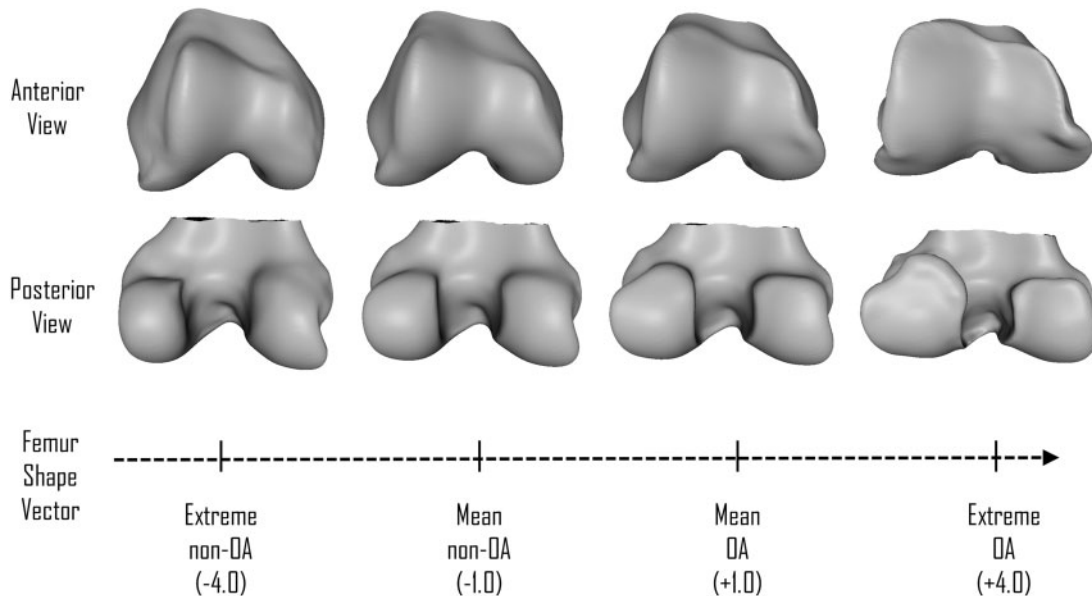 Anterior
View
Posterior
View
Femur
Shape
Vector
Extreme
non-OA
(-4.0)
Mean
non-OA
(-1.0)
Mean
OA
(+1.0)
Extreme
OA
(+4.0)